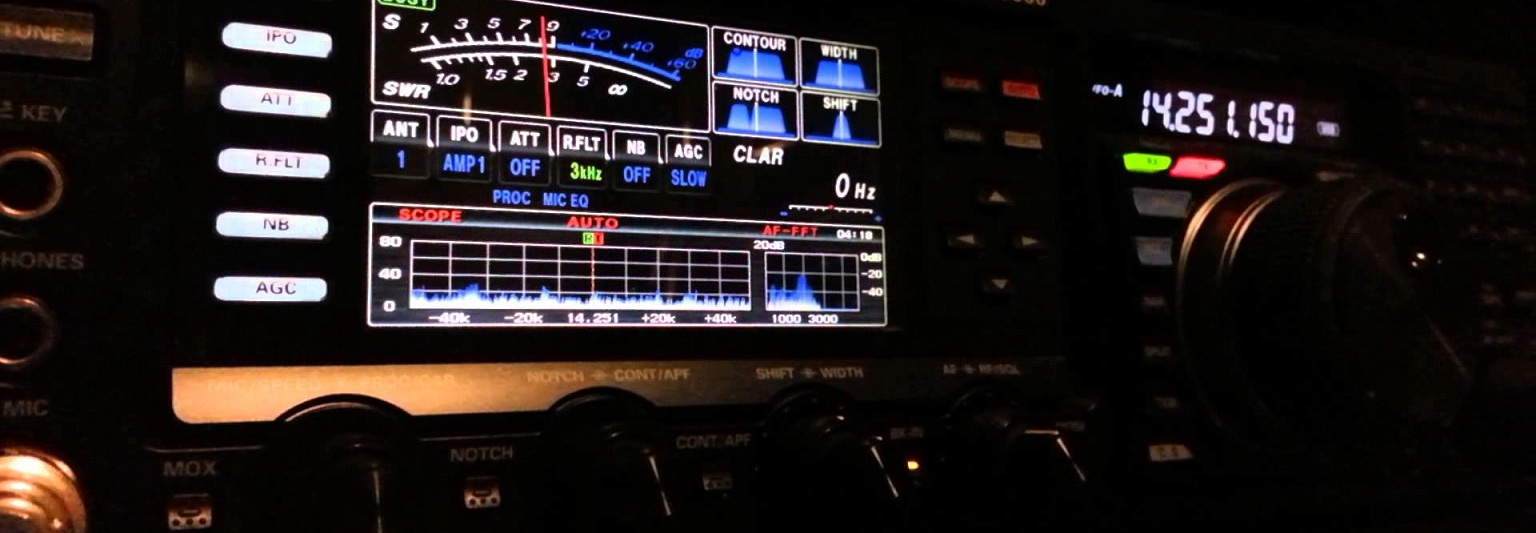 BUSY
TUNE
IPO
S 1 3 5 7 9 +20 +40 +60 dB
1.0 1.5 2 3 5 ∞
SWR
CONTOUR WIDTH
NOTCH SHIFT
VFO-A
14.251.150
ATT
KEY
ANT IPO ATT R.FLT NB AGC
1 AMP1 OFF 3kHz OFF SLOW
CLAR
0 Hz
R.FLT
PROC MIC EQ
NB
SCOPE AUTO AF-FFT 04:18
20dB
80 40 0
0dB -20 -40
-40k -20k 14.251 +20k +40k
1000 3000
PHONES
AGC
NOTCH CONT/APF
SHIFT WIDTH
MIC
MOX
NOTCH
CONT, APF
BK-IN